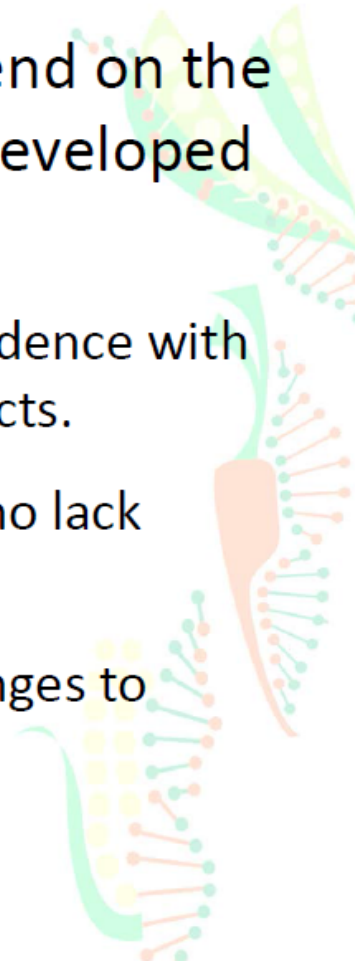 end on the
eveloped
dence with
cts.
no lack
nges to